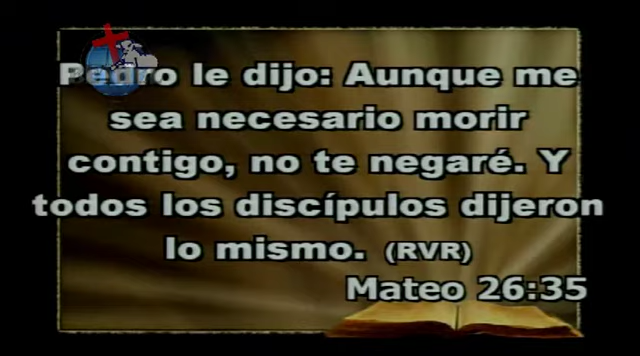 Pedro le dijo: Aunque me
sea necesario morir
contigo, no te negaré. Y
todos los discípulos dijeron
lo mismo. (RVR)
Mateo 26:35